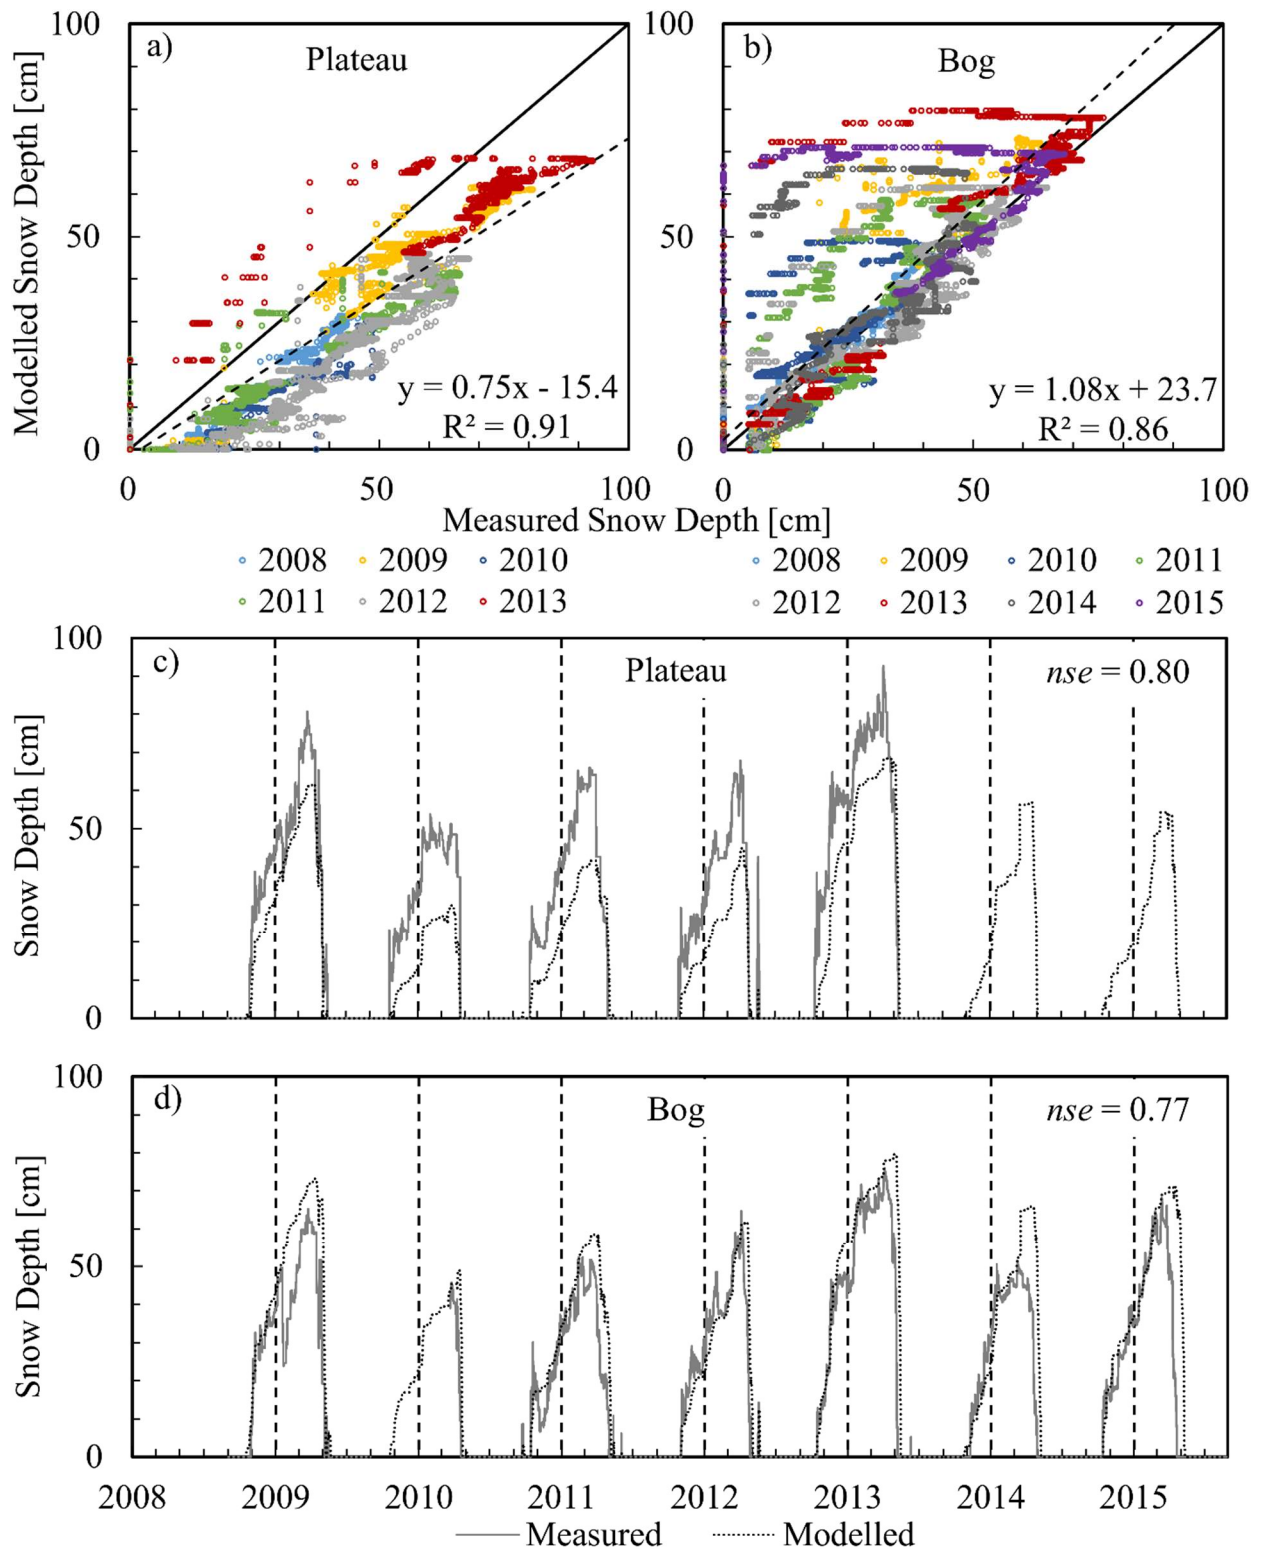 a)
Plateau
b)
Bog
Modelled Snow Depth [cm]
100
50
0
y = 0.75x - 15.4
R² = 0.91
0 50 100
100
50
0
y = 1.08x + 23.7
R² = 0.86
0 50 100
Measured Snow Depth [cm]
2008 2009 2010
2011 2012 2013
2008 2009 2010 2011
2012 2013 2014 2015
c)
Plateau
nse = 0.80
Snow Depth [cm]
100
50
0
d)
Bog
nse = 0.77
Snow Depth [cm]
100
50
0
2008 2009 2010 2011 2012 2013 2014 2015
Measured Modelled